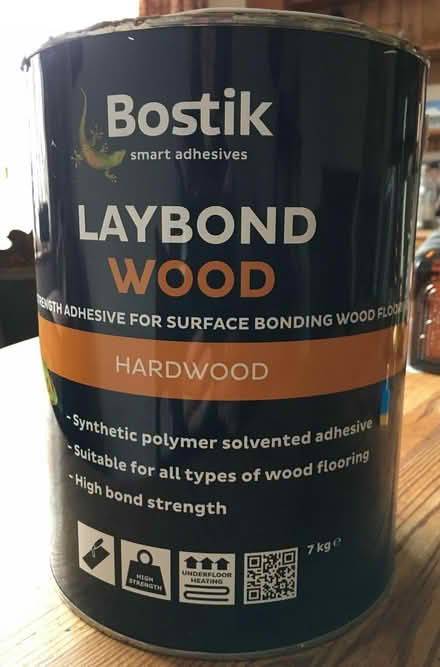 Bostik
smart adhesives
LAYBOND
WOOD
ADHESIVE FOR SURFACE BONDING WOOD
HARDWOOD
- Synthetic polymer solvented adhesive
- Suitable for all types of wood flooring
- High bond strength
HIGH
STRENGTH
UNDERFLOOR
HEATING
7 kg ℮